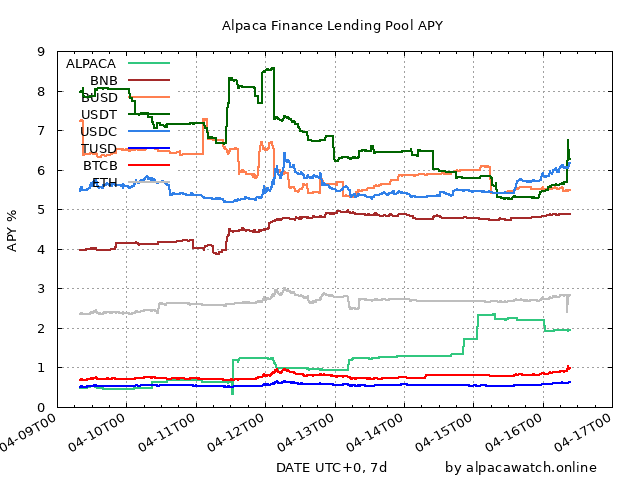 Alpaca Finance Lending Pool APY
9
8
7
6
5
4
3
2
1
0
APY %
ALPACA
BNB
BUSD
USDT
USDC
TUSD
BTCB
ETH
04-09T00
04-10T00
04-11T00
04-12T00
04-13T00
04-14T00
04-15T00
04-16T00
04-17T00
DATE UTC+0, 7d
by alpacawatch.online